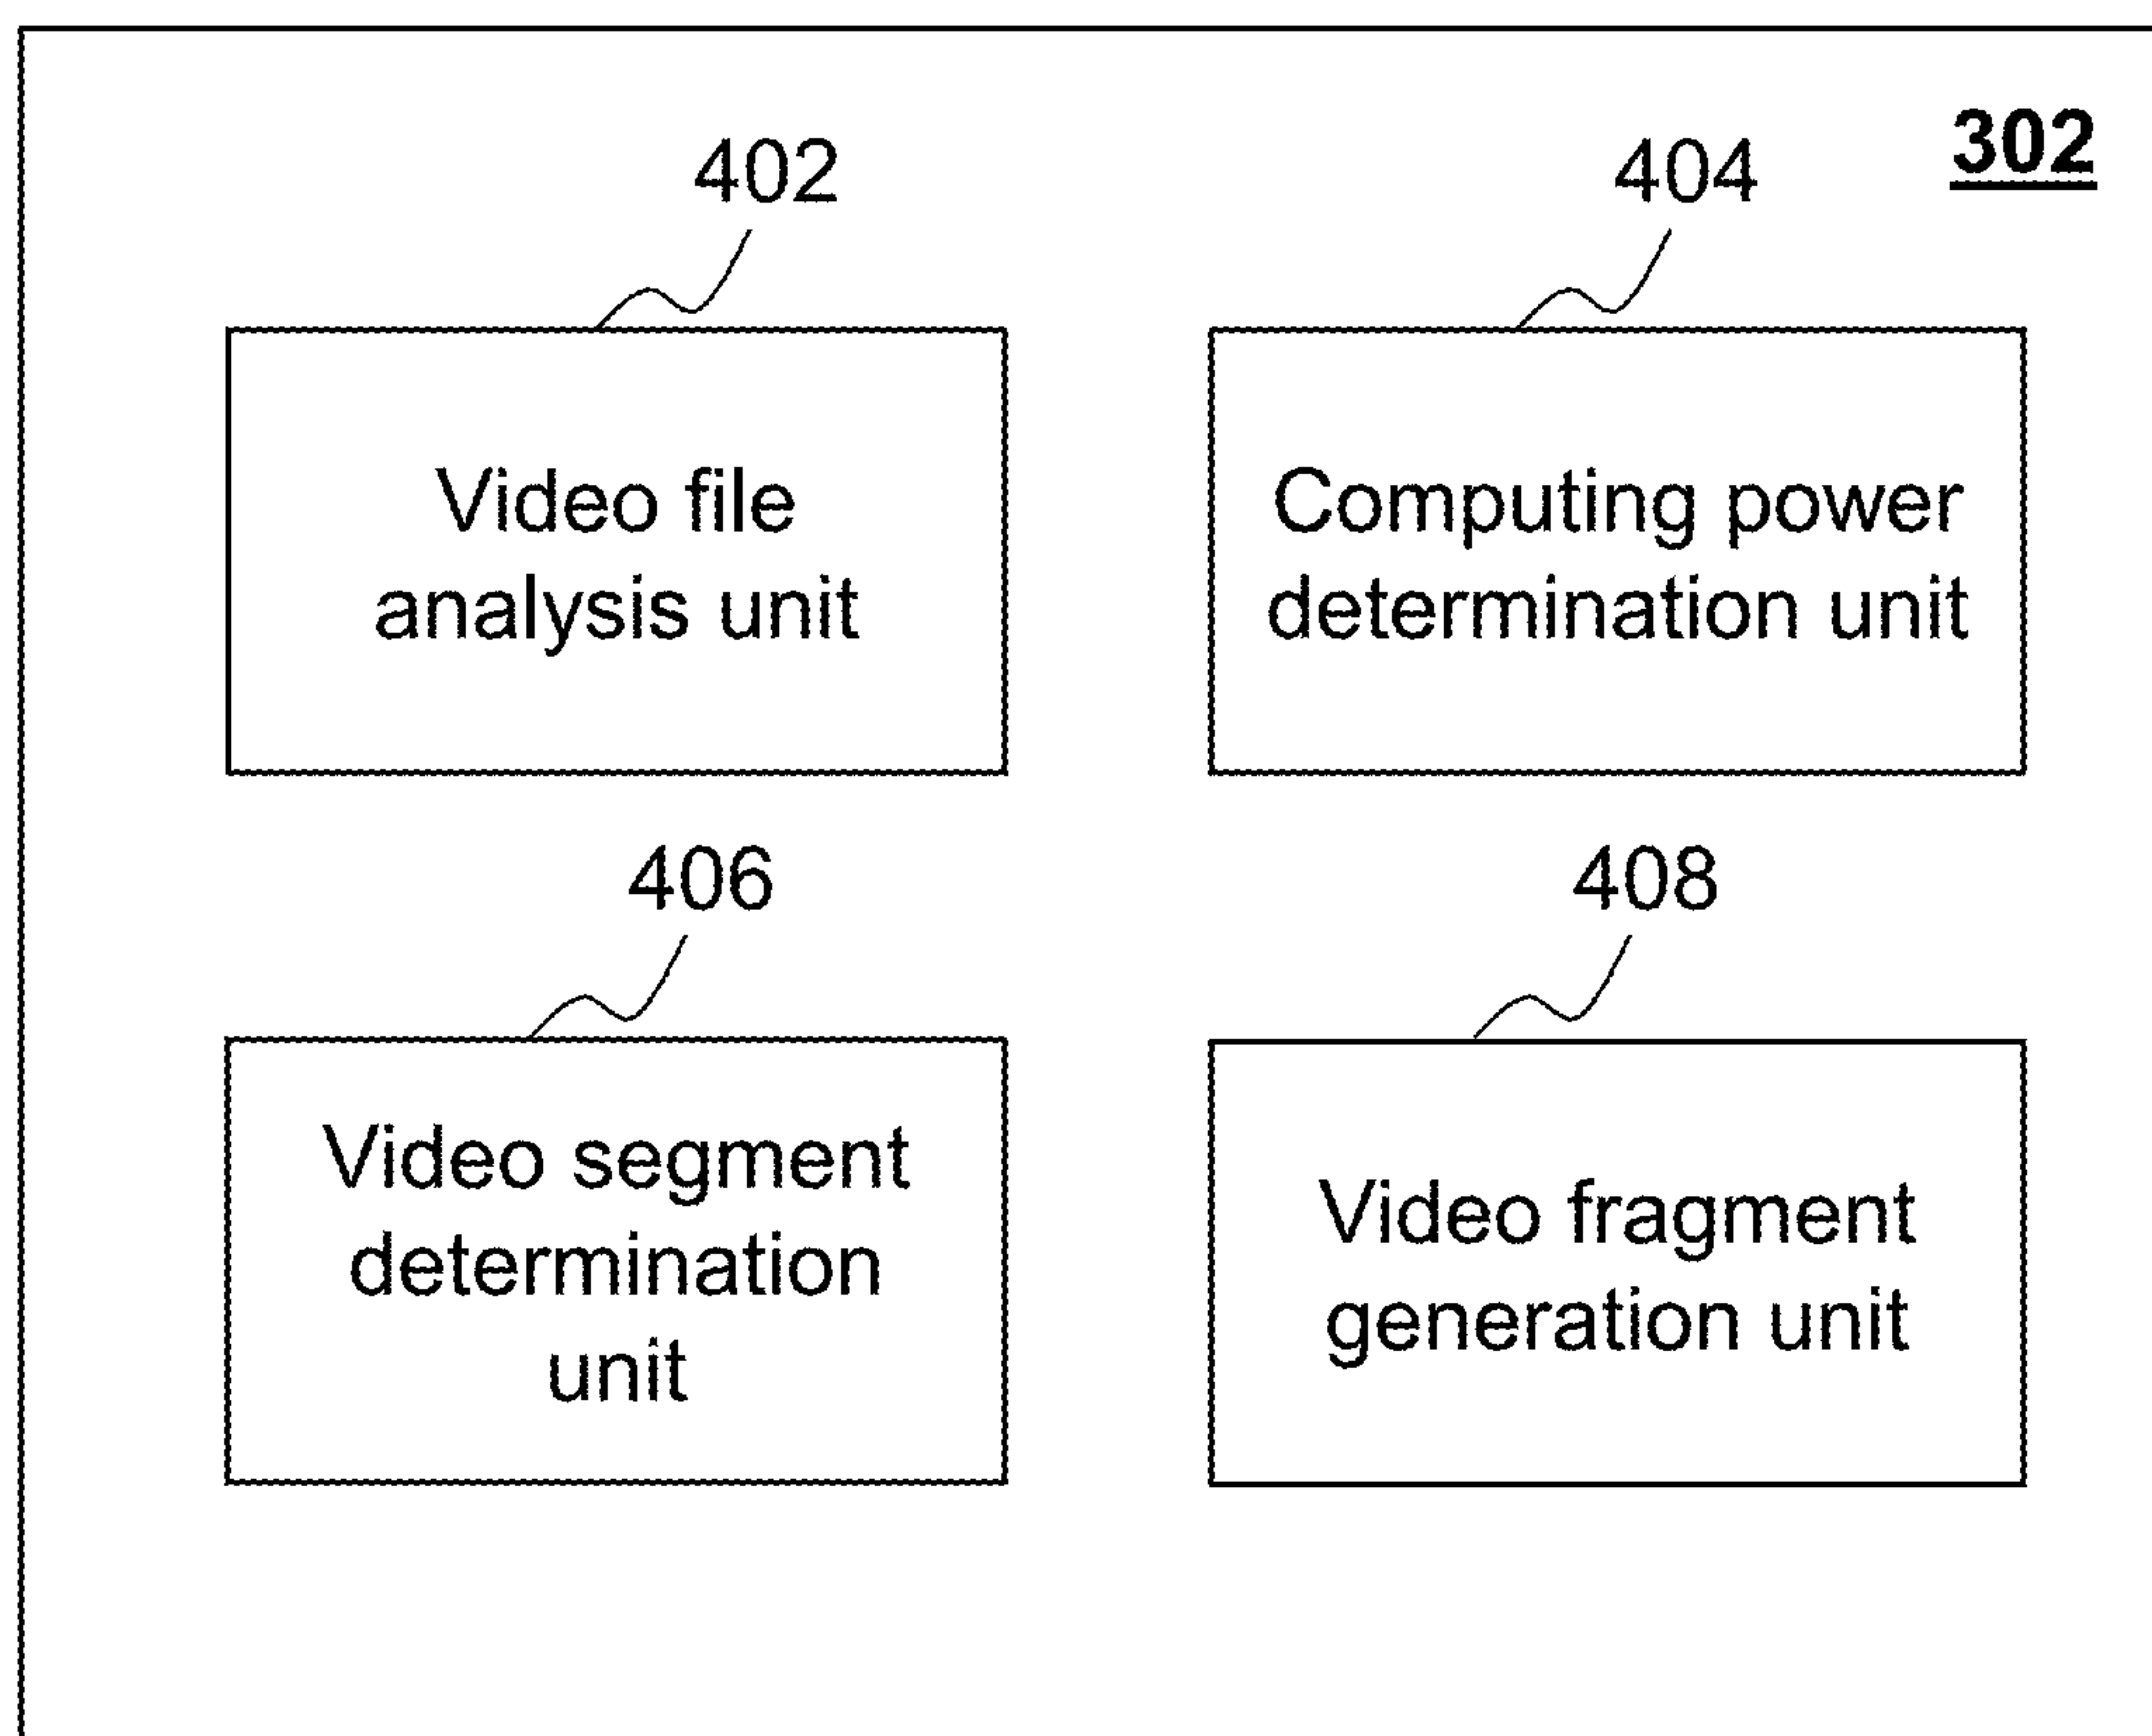 302
402
404
Video file
analysis unit
Computing power
determination unit
406
408
Video segment
determination
unit
Video fragment
generation unit